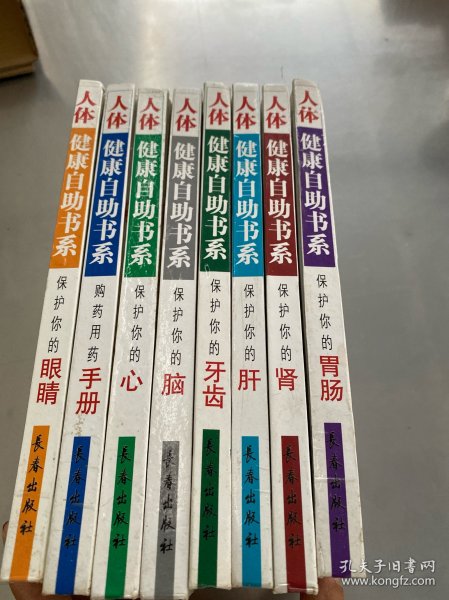 人体
健康自助书系
保护你的
眼睛
长春出版社
人体
健康自助书系
购药用药
手册
长春出版社
人体
健康自助书系
保护你的
心
长春出版社
人体
健康自助书系
保护你的
脑
长春出版社
人体
健康自助书系
保护你的
牙齿
长春出版社
人体
健康自助书系
保护你的
肝
长春出版社
人体
健康自助书系
保护你的
肾
长春出版社
人体
健康自助书系
保护你的
胃肠
长春出版社
孔夫子旧书网
www.kongfz.com